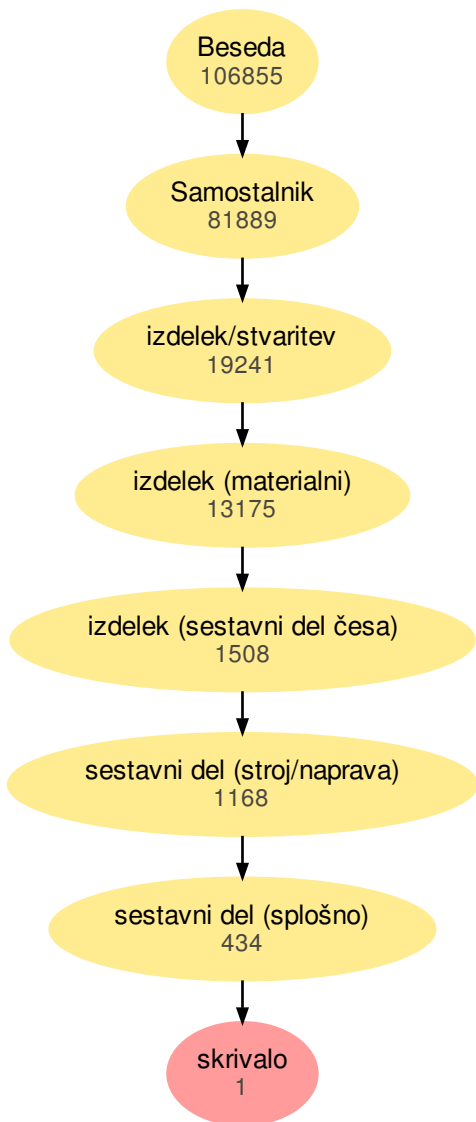 Beseda
106855
Samostalnik
81889
izdelek/stvaritev
19241
izdelek (materialni)
13175
izdelek (sestavni del česa)
1508
sestavni del (stroj/naprava)
1168
sestavni del (splošno)
434
skrivalo
1